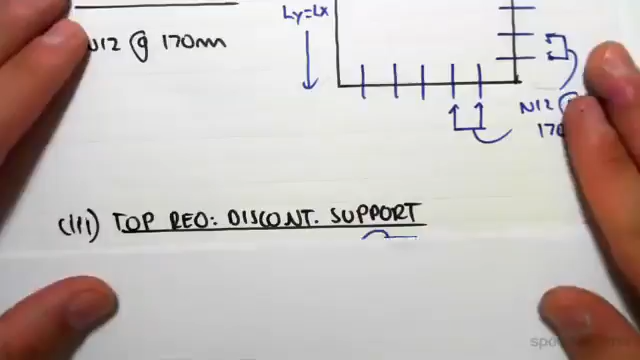 Ly=Lx
N12 @ 170mm
N12 @
170
(iii) TOP REO: DISCONT. SUPPORT